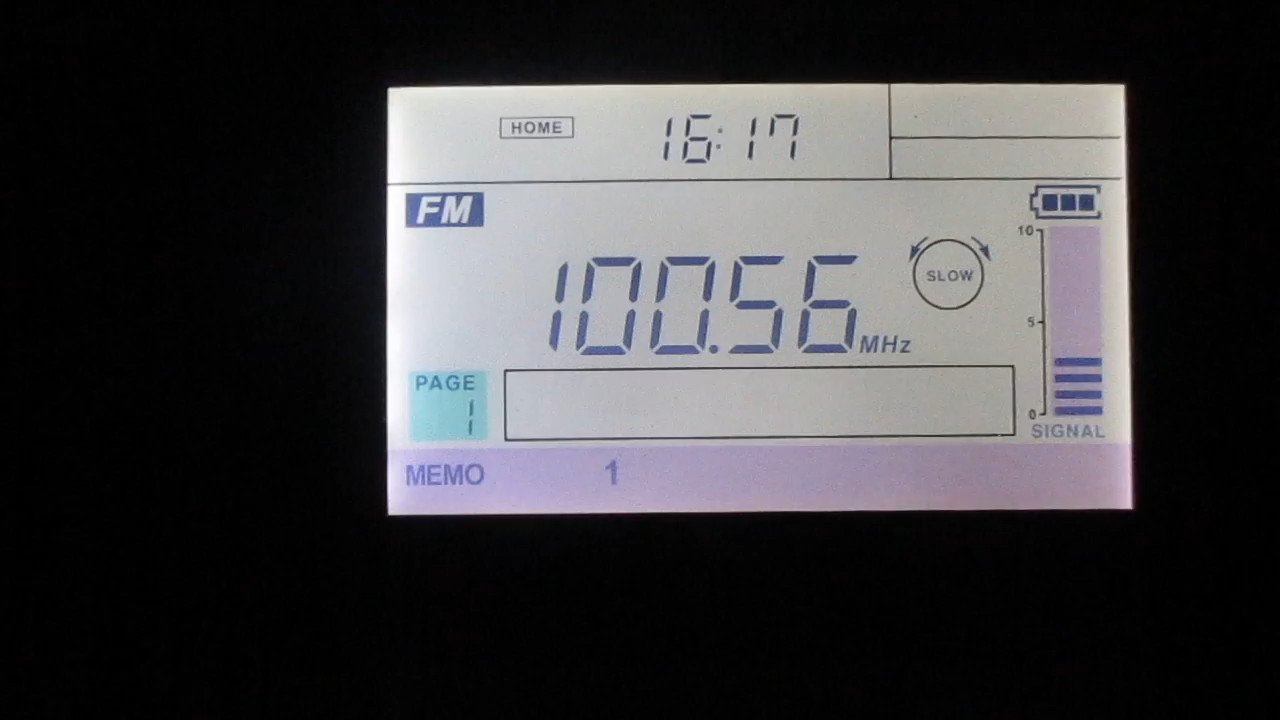 HOME 16:17
FM
10
100.56 MHz
SLOW
5
PAGE
1
0
SIGNAL
MEMO 1